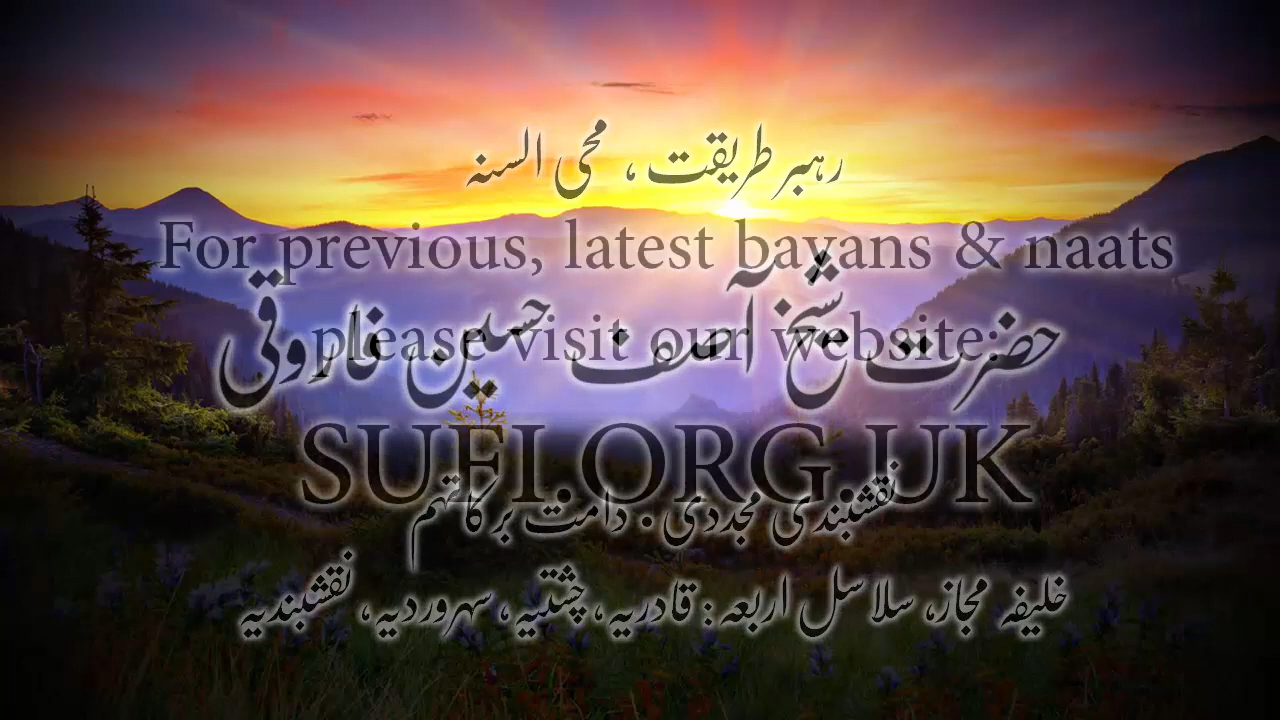 رہبر طریقت، محی السنہ
For previous, latest bayans & naats
حضرت شیخ آصف حسین فاروقی
please visit our website:
SUFI.ORG.UK
نقشبندی مجددی . دامت برکاتہم
خلیفہ مجاز، سلاسل اربعہ: قادریہ، چشتیہ، سہروردیہ، نقشبندیہ